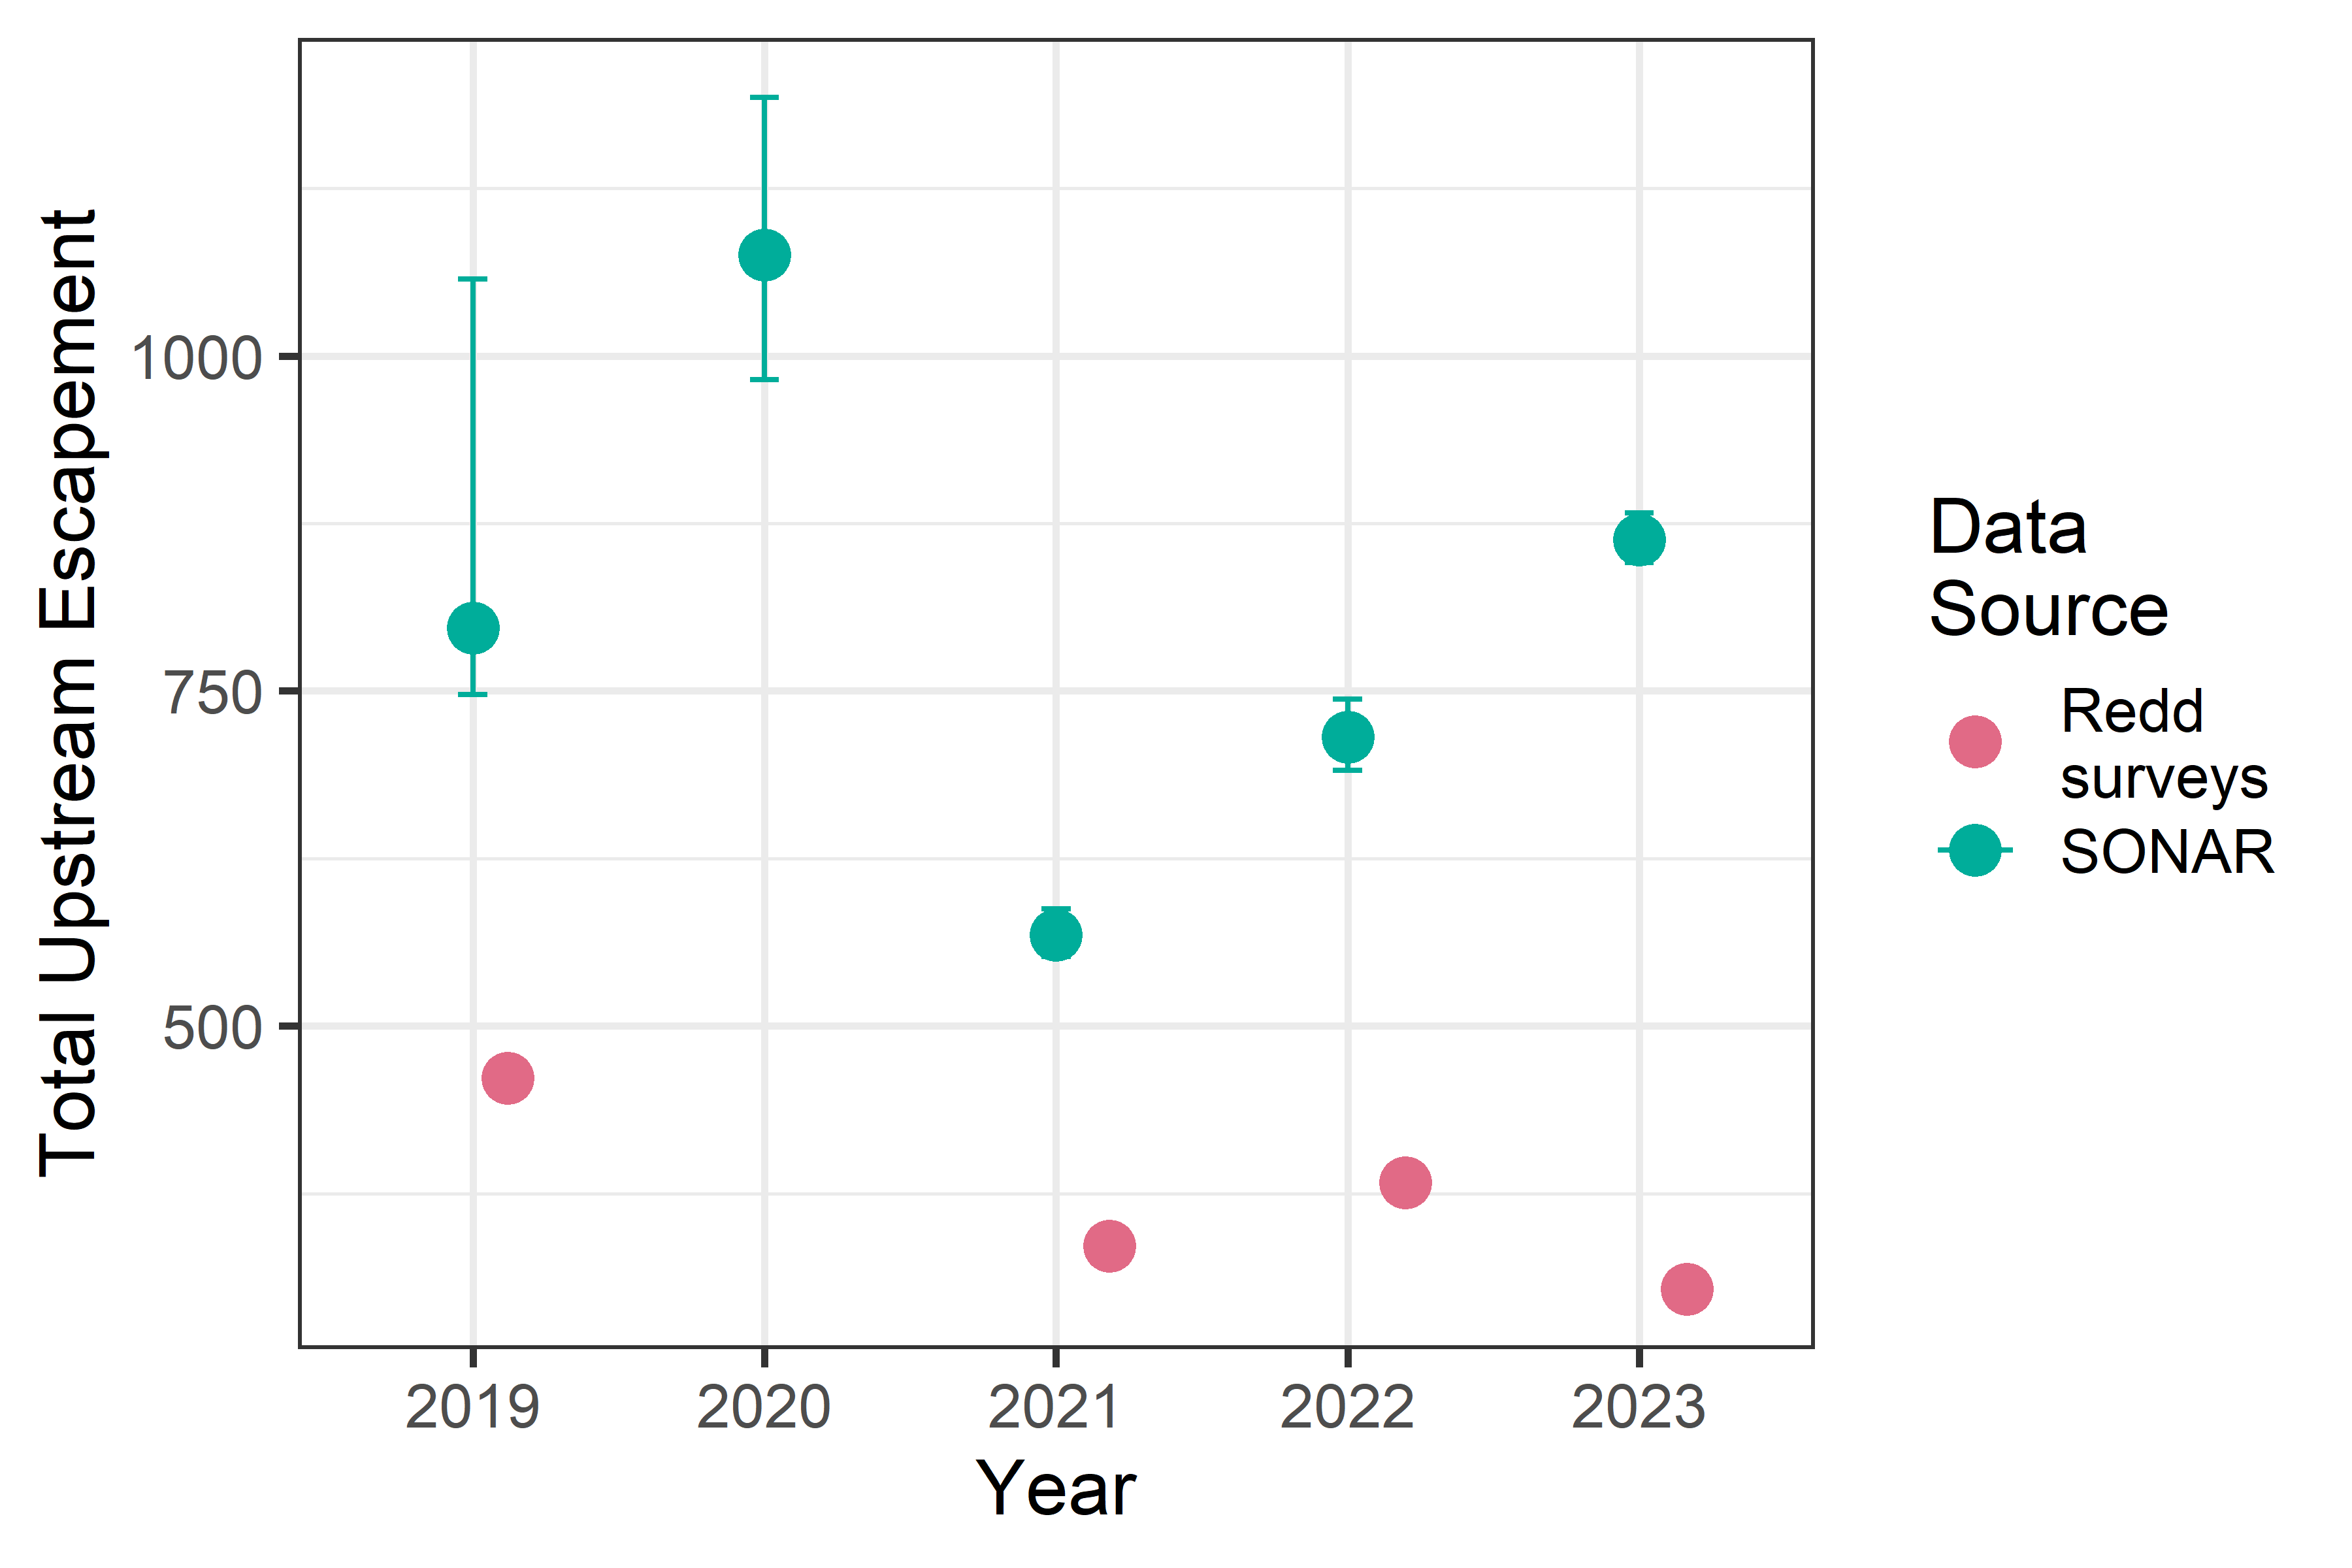 Total Upstream Escapement
1000
750
500
2019 2020 2021 2022 2023
Year
Data
Source
Redd
surveys
SONAR